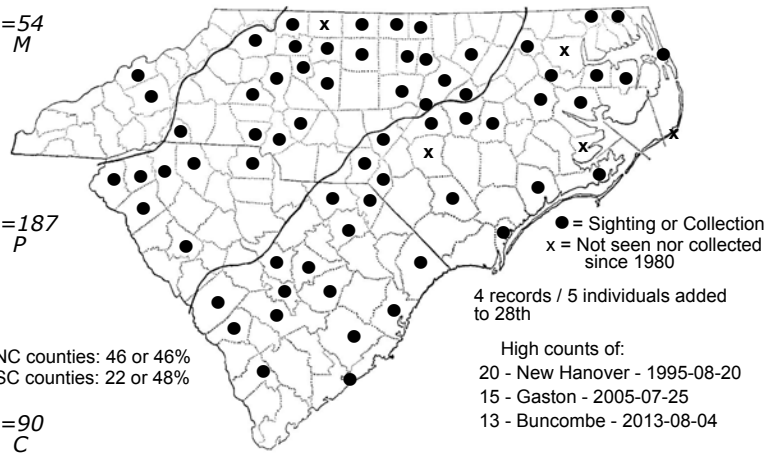 =54
M
x
x
x
x
x
=187
P
● = Sighting or Collection
x = Not seen nor collected
since 1980
4 records / 5 individuals added
to 28th
NC counties: 46 or 46%
SC counties: 22 or 48%
High counts of:
20 - New Hanover - 1995-08-20
15 - Gaston - 2005-07-25
13 - Buncombe - 2013-08-04
=90
C